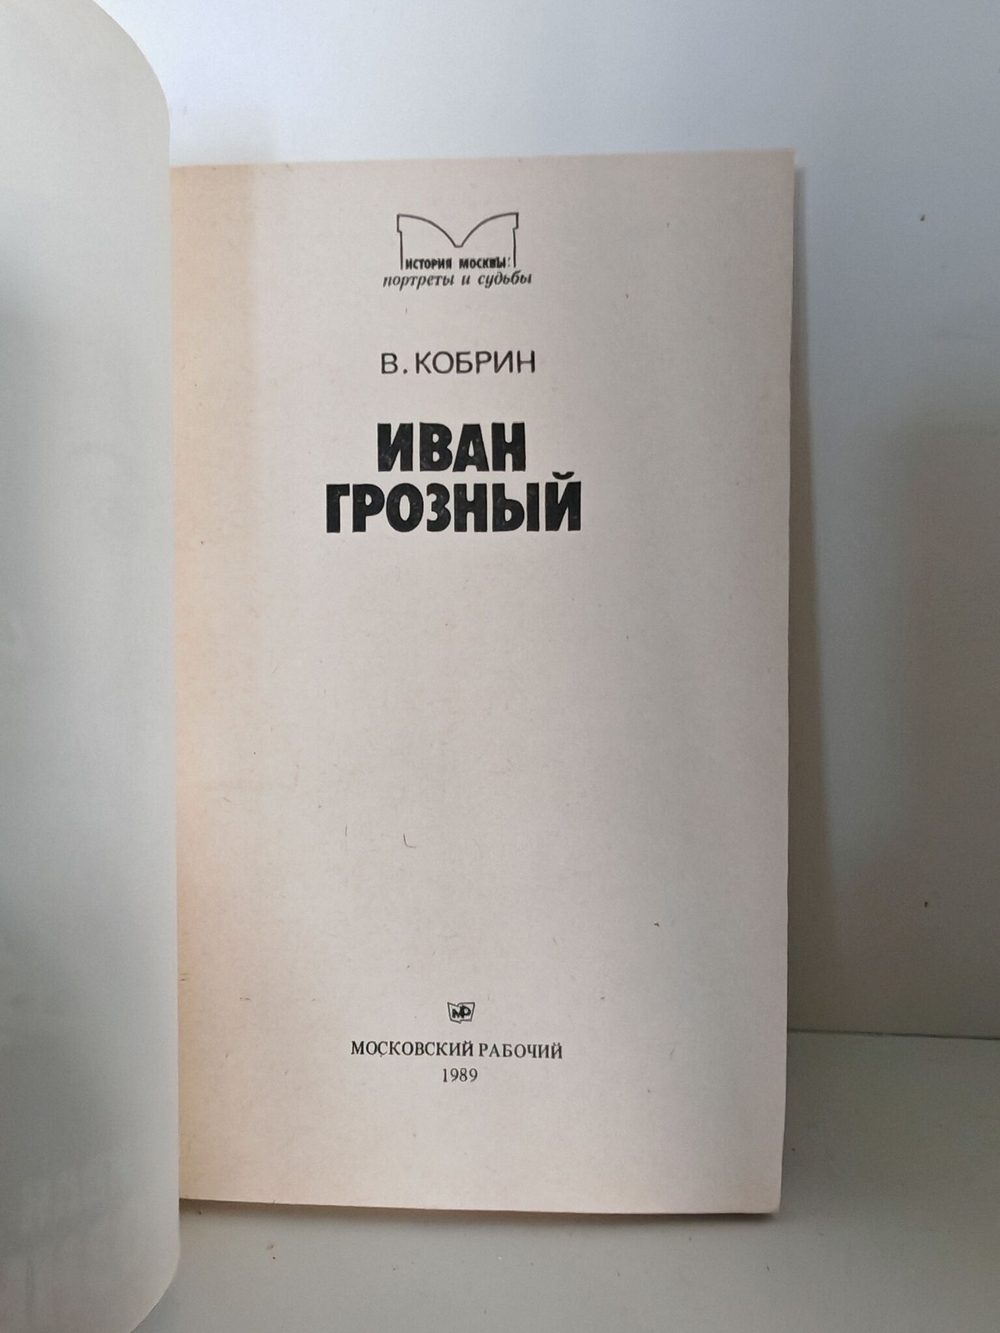 ИСТОРИЯ МОСКВЫ:
портреты и судьбы
В. КОБРИН
ИВАН
ГРОЗНЫЙ
МР
МОСКОВСКИЙ РАБОЧИЙ
1989